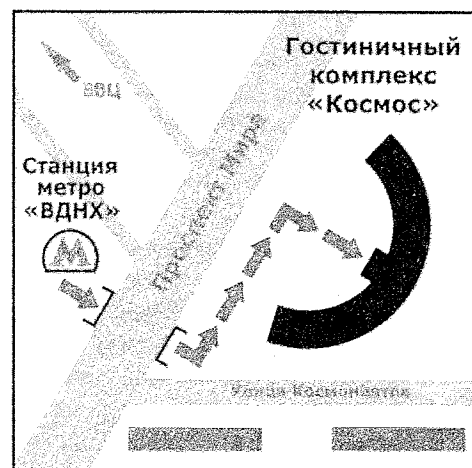 Гостиничный
комплекс
«Космос»
ВВЦ
Станция
метро
«ВДНХ»
М
Проспект Мира
Улица Космонавтов